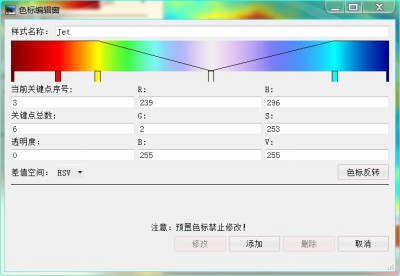 色标编辑窗
样式名称: Jet
当前关键点序号: R: H:
3 239 296
关键点总数: G: S:
6 2 253
透明度: B: V:
0 255 255
差值空间: HSV 色标反转
注意: 预置色标禁止修改!
修改 添加 删除 取消